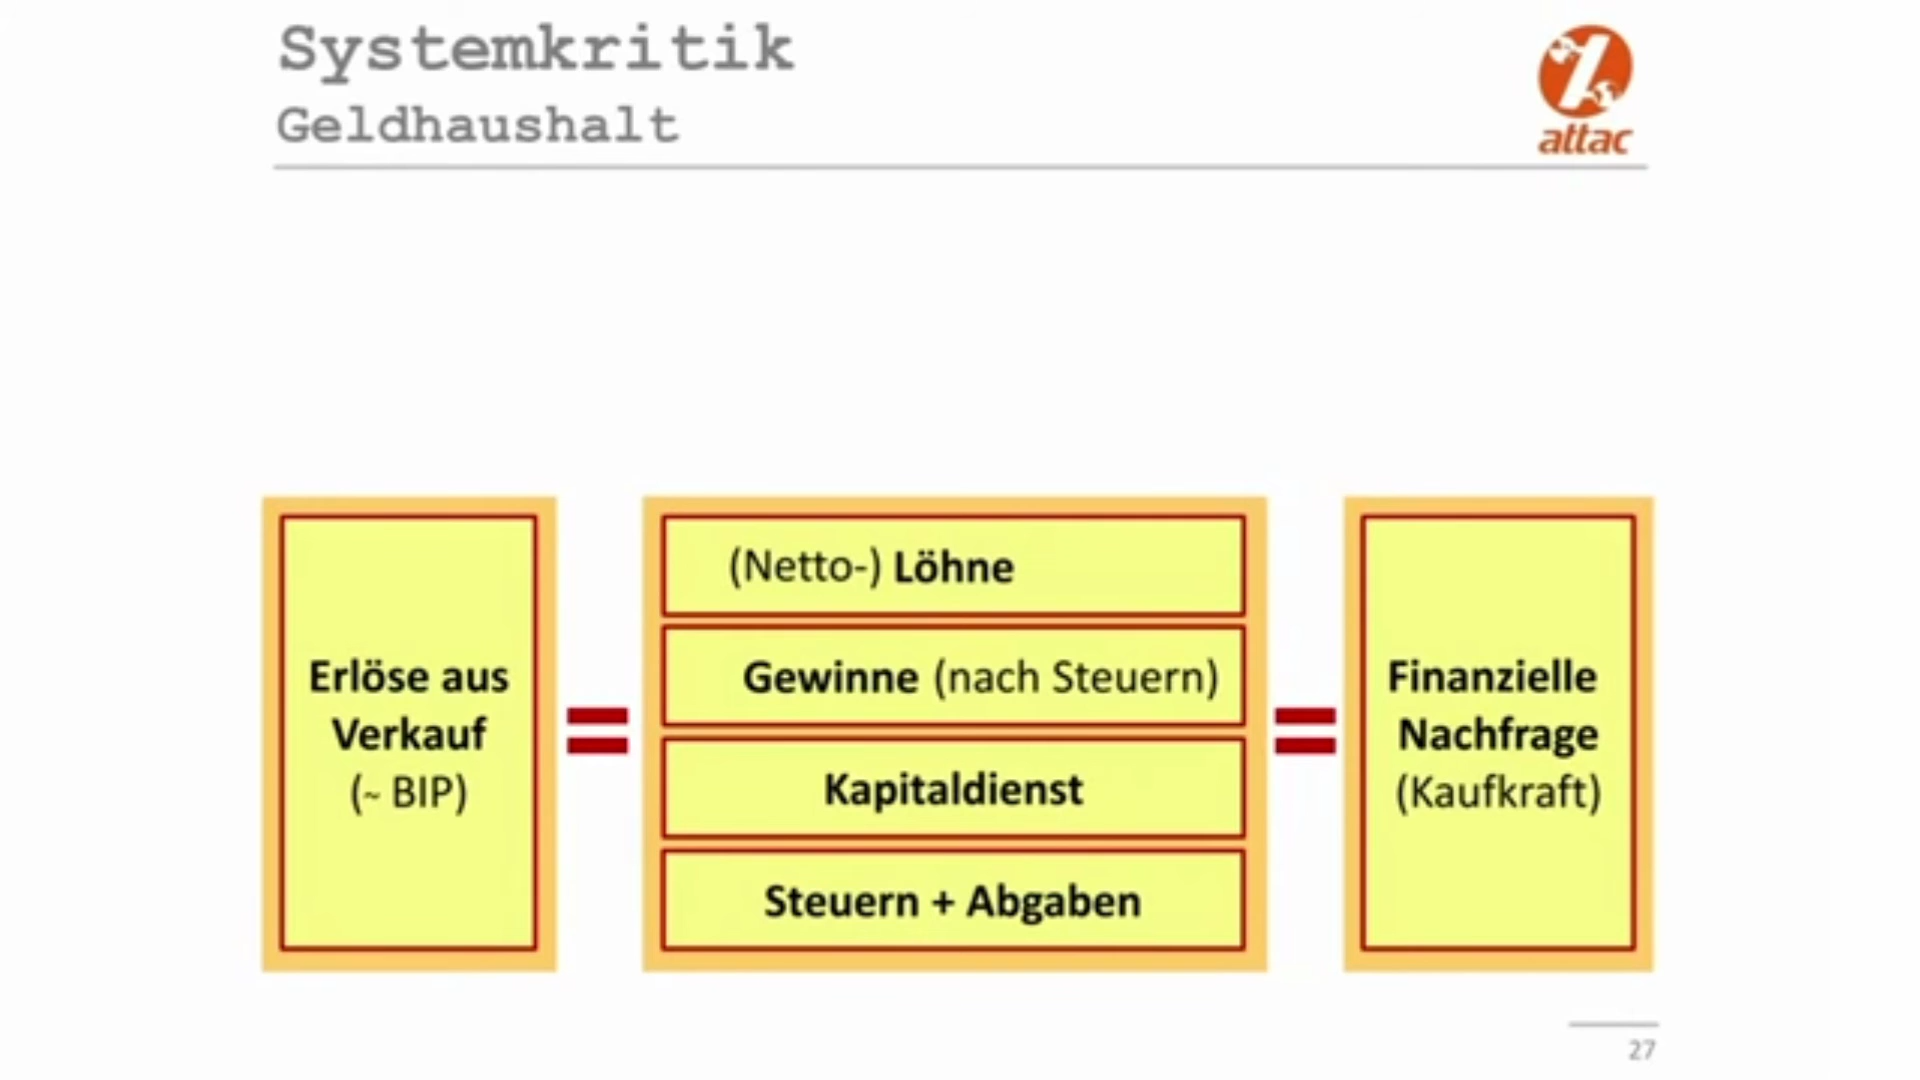 Systemkritik
Geldhaushalt
attac
Erlöse aus
Verkauf
(~ BIP)
=
(Netto-) Löhne
Gewinne (nach Steuern)
Kapitaldienst
Steuern + Abgaben
=
Finanzielle
Nachfrage
(Kaufkraft)
27